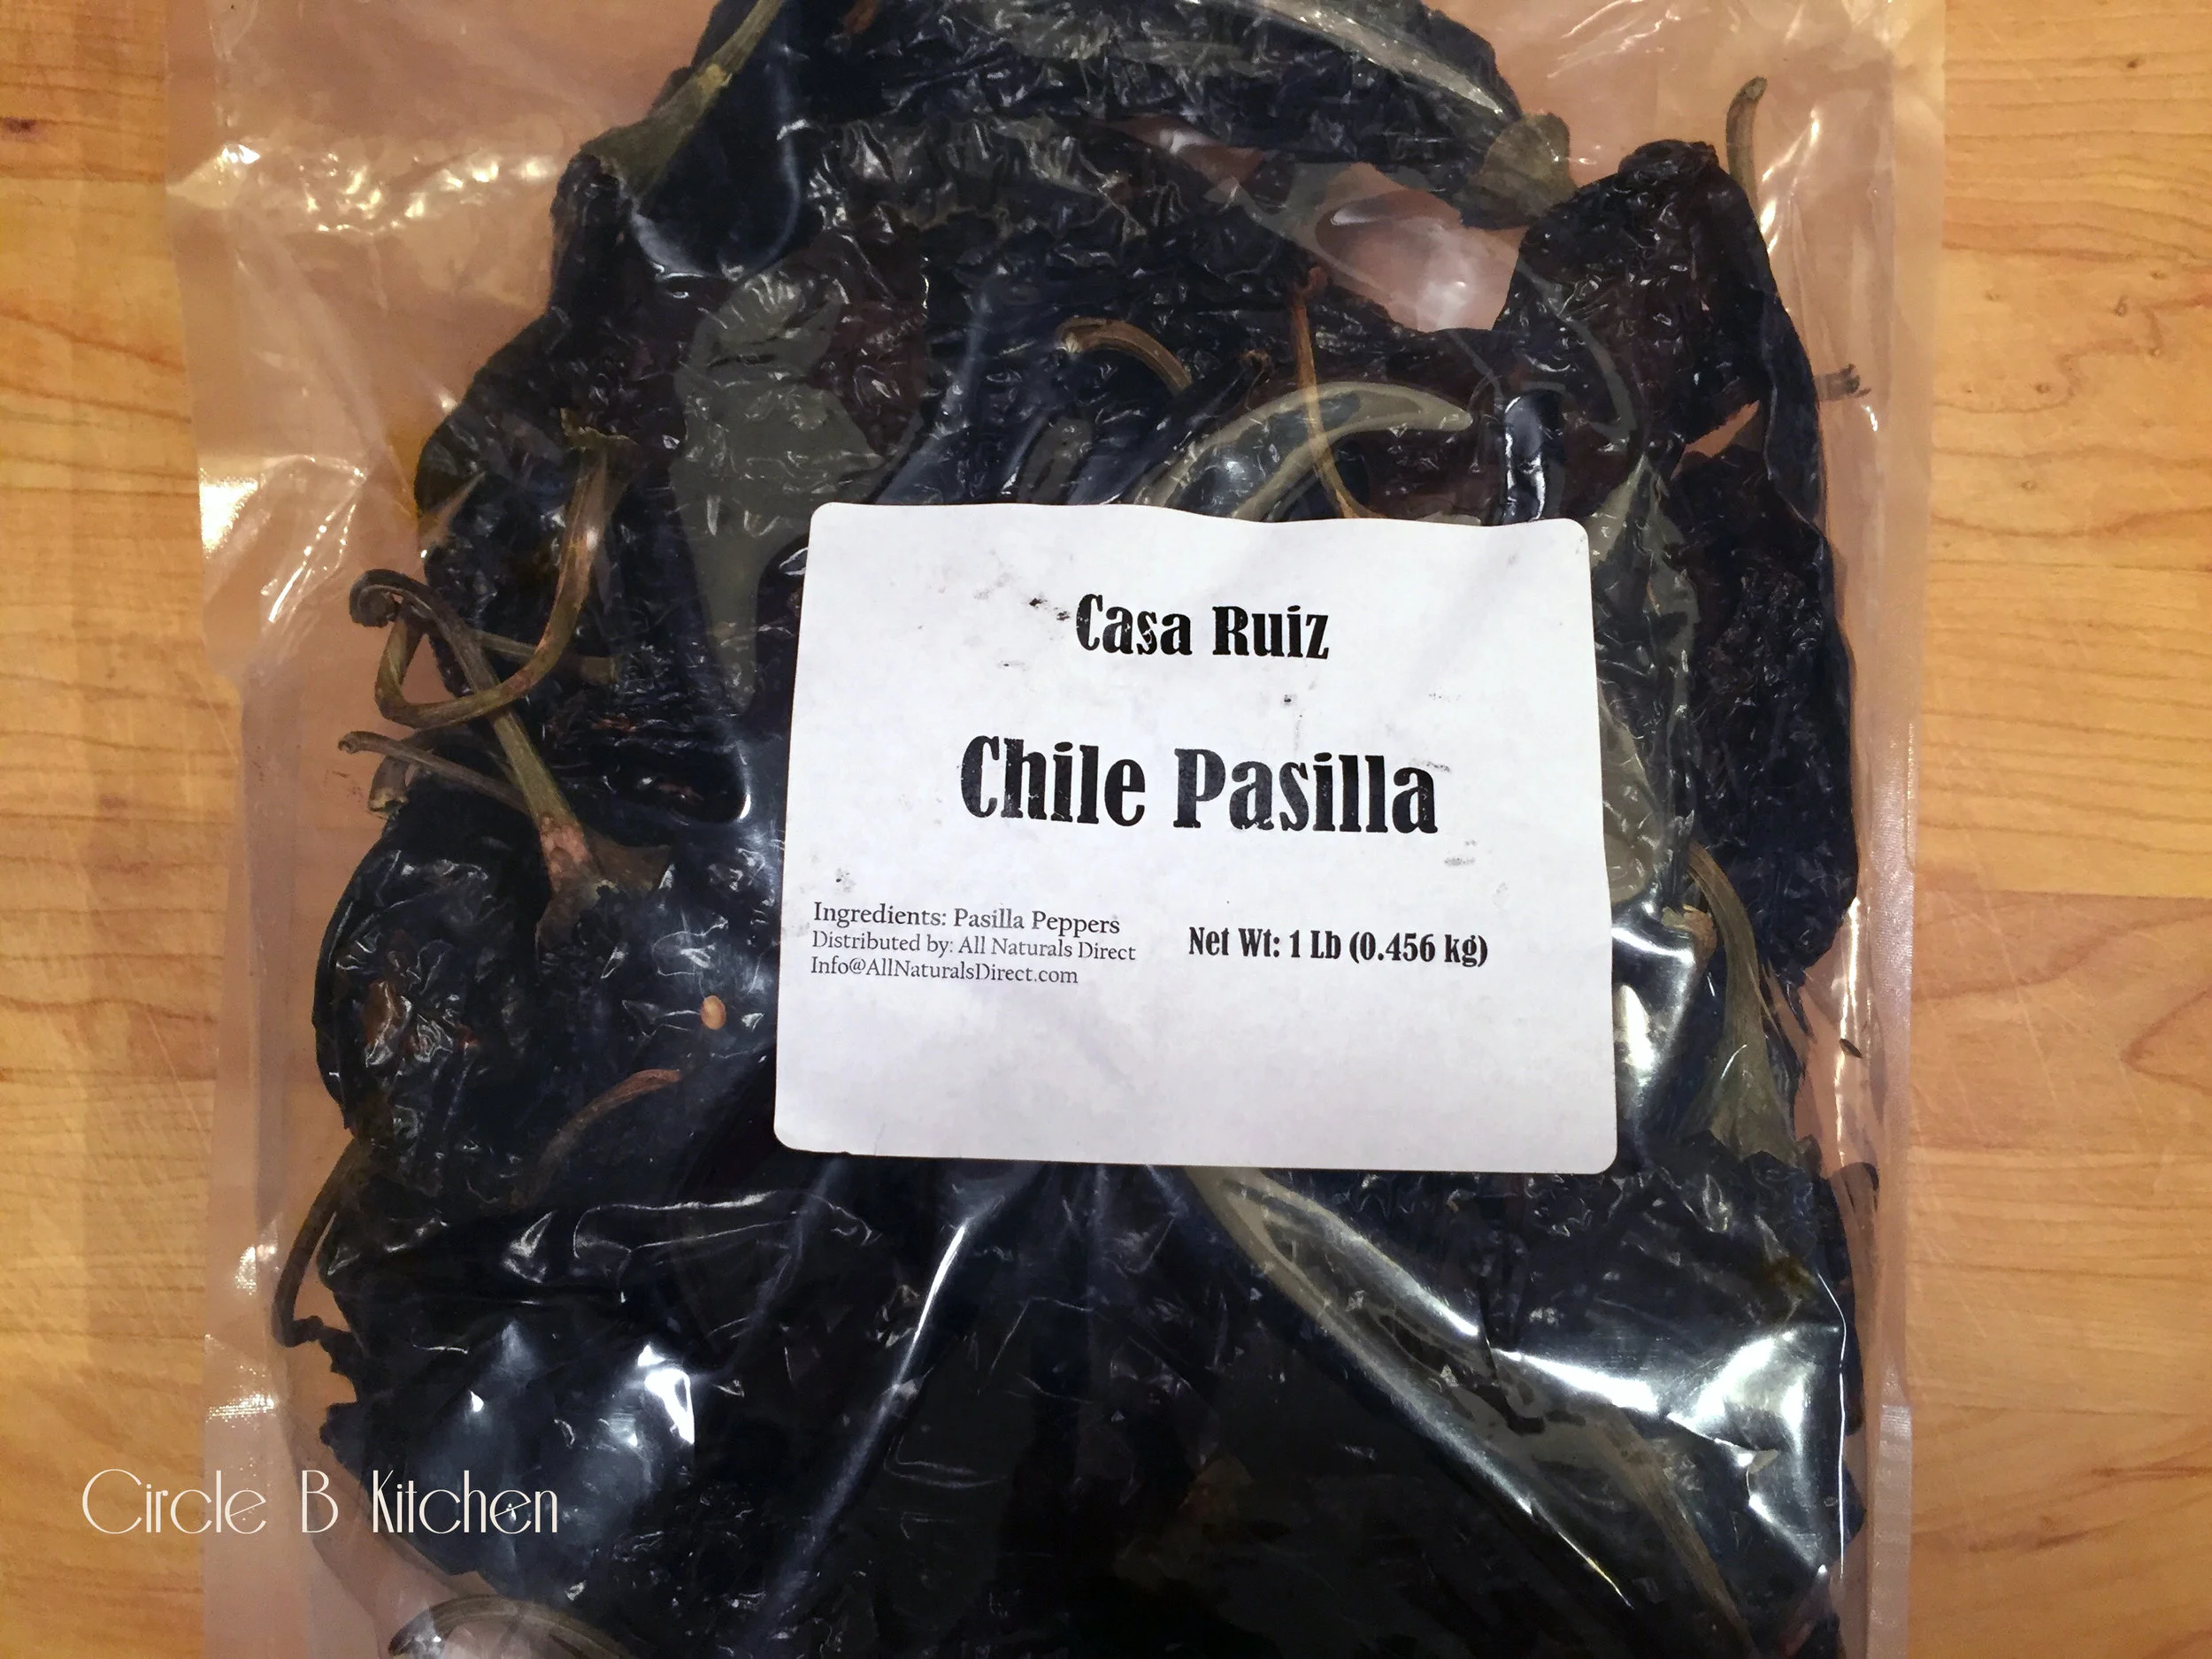 Casa Ruiz
Chile Pasilla
Ingredients: Pasilla Peppers
Distributed by: All Naturals Direct
Info@AllNaturalsDirect.com
Net Wt: 1 Lb (0.456 kg)
Circle B Kitchen